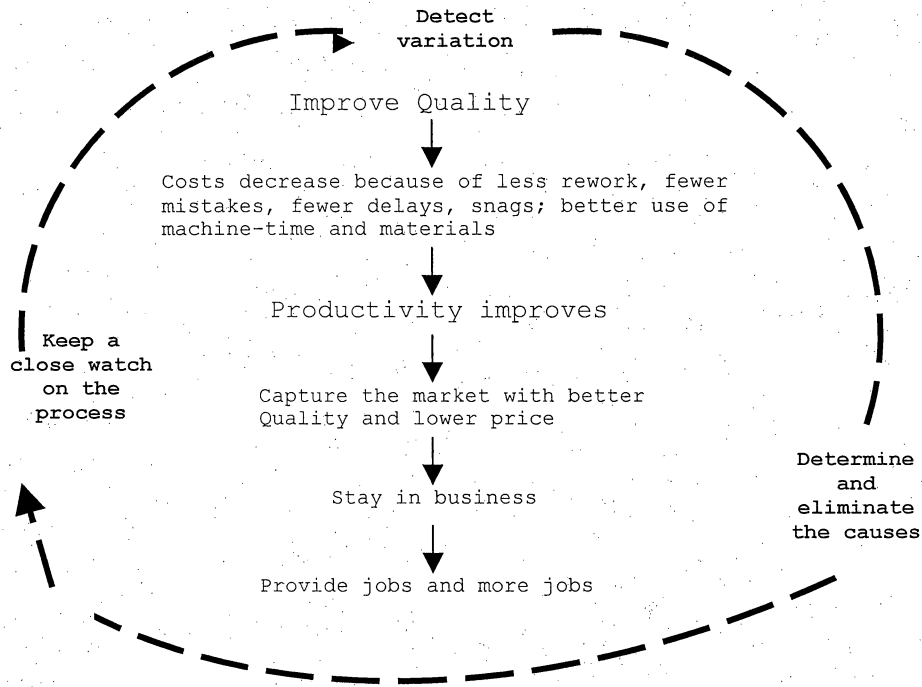 Detect
variation
Improve Quality
Costs decrease because of less rework, fewer
mistakes, fewer delays, snags; better use of
machine-time and materials
Productivity improves
Keep a
close watch
on the
process
Capture the market with better
Quality and lower price
Determine
and
eliminate
the causes
Stay in business
Provide jobs and more jobs